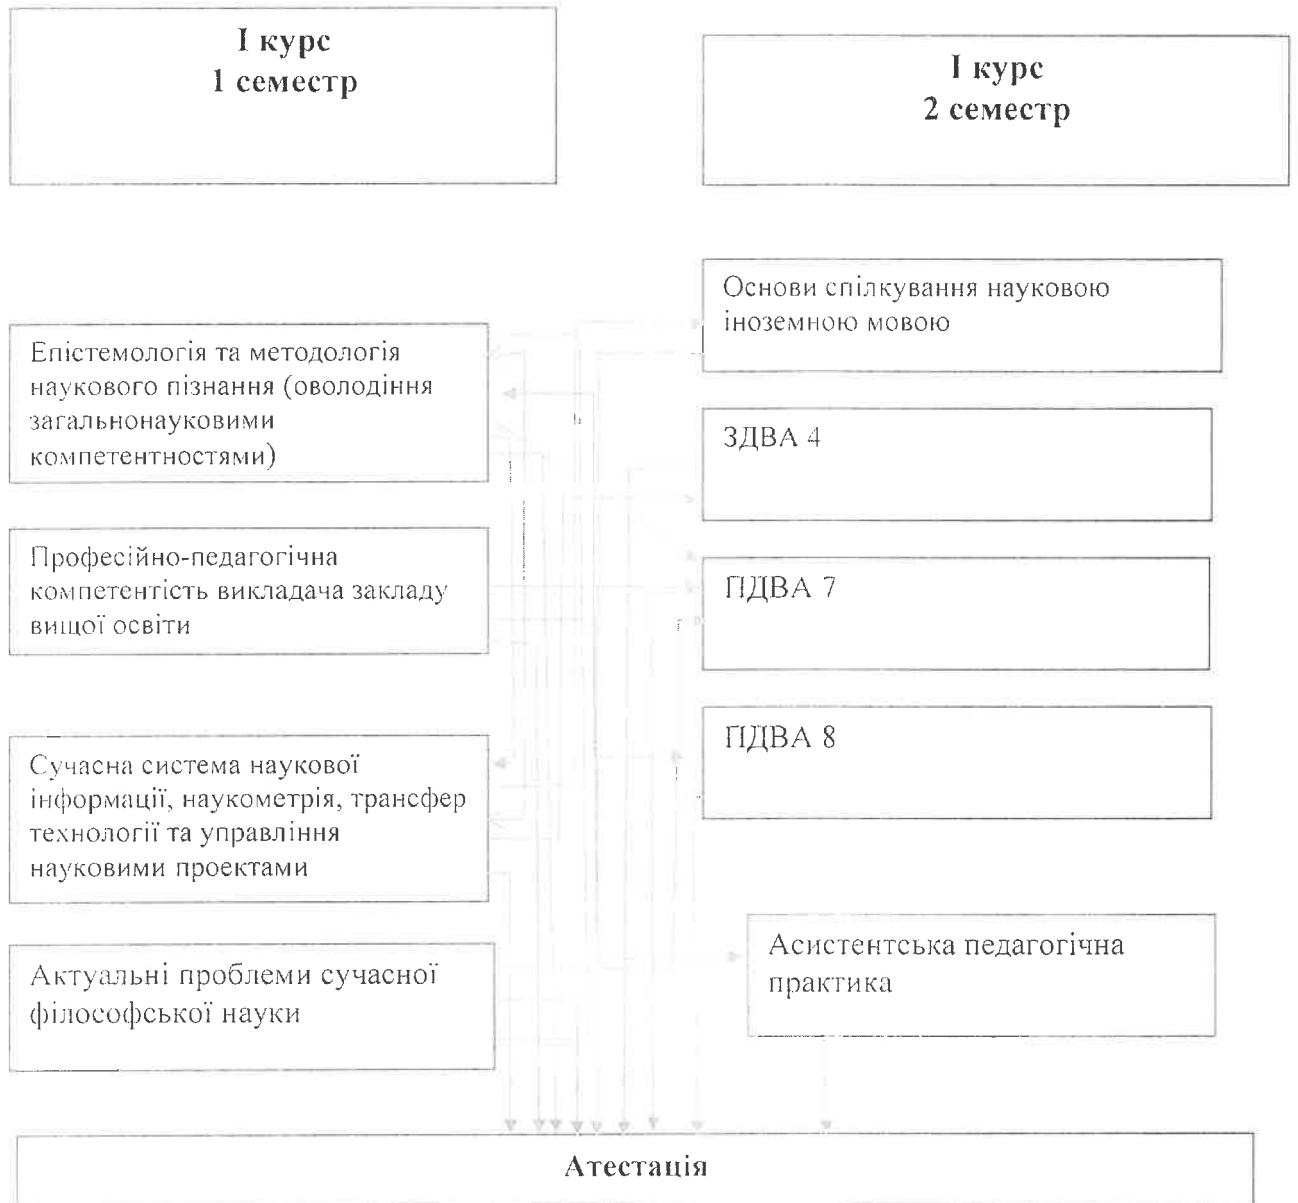 І курс
1 семестр
І курс
2 семестр
Основи спілкування науковою
іноземною мовою
Епістемологія та методологія
наукового пізнання (оволодіння
загальнонауковими
компетентностями)
ЗДВА 4
Професійно-педагогічна
компетентість викладача закладу
вищої освіти
ПДВА 7
ПДВА 8
Сучасна система наукової
інформації, наукометрія, трансфер
технології та управління
науковими проектами
Актуальні проблеми сучасної
філософської науки
Асистентська педагогічна
практика
Атестація